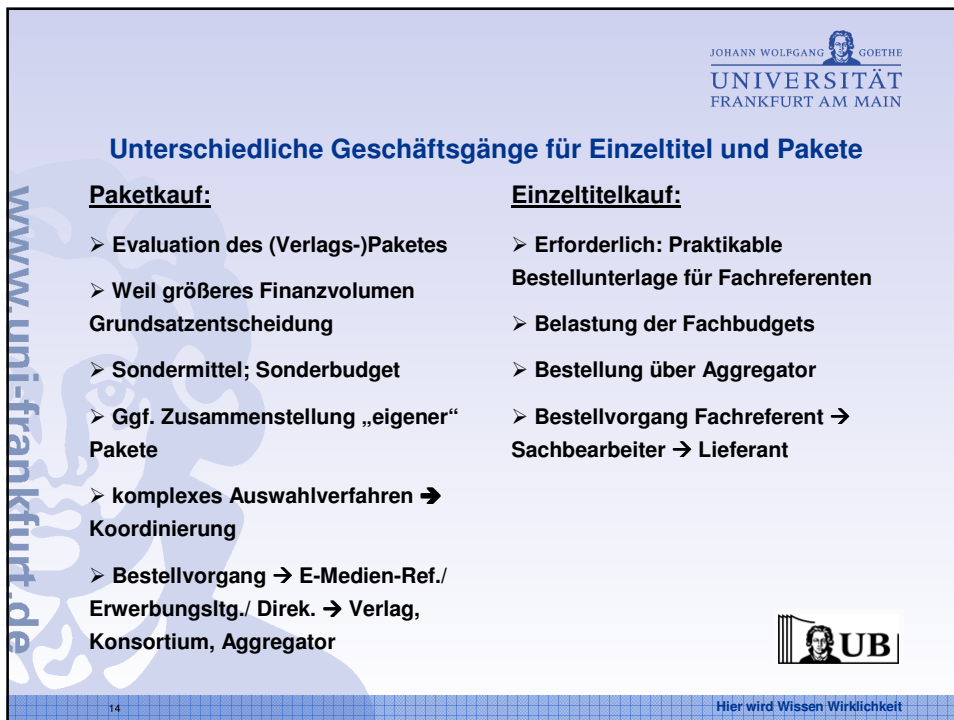 JOHANN WOLFGANG GOETHE
UNIVERSITÄT
FRANKFURT AM MAIN
Unterschiedliche Geschäftsgänge für Einzeltitel und Pakete
www.uni-frankfurt.de
Paketkauf:
➢ Evaluation des (Verlags-)Paketes
➢ Weil größeres Finanzvolumen
Grundsatzentscheidung
➢ Sondermittel; Sonderbudget
➢ Ggf. Zusammenstellung „eigener“
Pakete
➢ komplexes Auswahlverfahren ➔
Koordinierung
➢ Bestellvorgang → E-Medien-Ref./
Erwerbungsltg./ Direk. → Verlag,
Konsortium, Aggregator
Einzeltitelkauf:
➢ Erforderlich: Praktikable
Bestellunterlage für Fachreferenten
➢ Belastung der Fachbudgets
➢ Bestellung über Aggregator
➢ Bestellvorgang Fachreferent →
Sachbearbeiter → Lieferant
UB
14
Hier wird Wissen Wirklichkeit